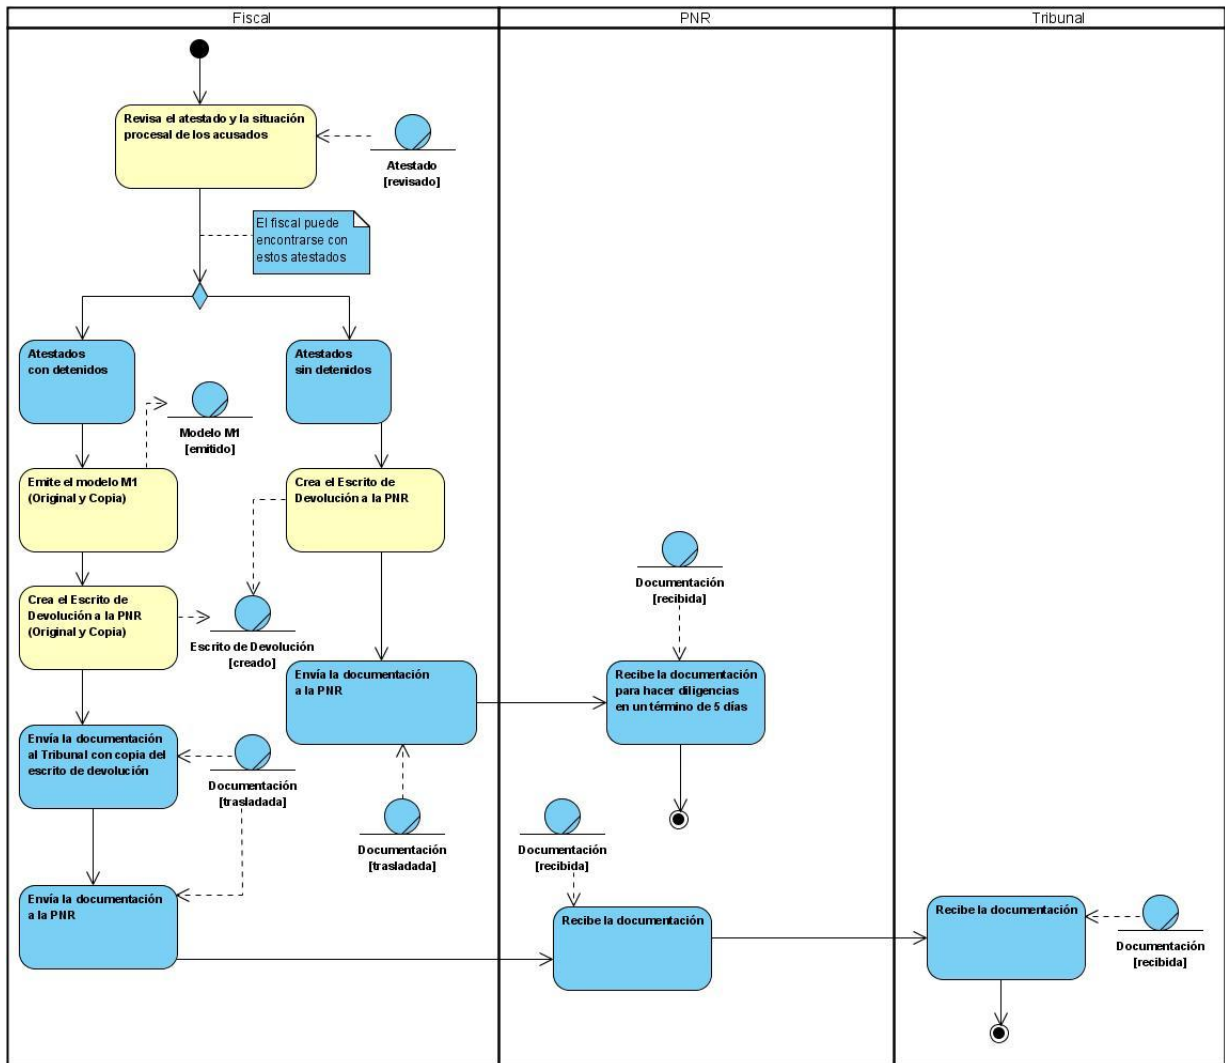 Fiscal
PNR
Tribunal
Revisa el atestado y la situación
procesal de los acusados
Atestado
[revisado]
El fiscal puede
encontrarse con
estos atestados
Atestados
con detenidos
Atestados
sin detenidos
Modelo M1
[emitido]
Emite el modelo M1
(Original y Copia)
Crea el Escrito de
Devolución a la PNR
Documentación
[recibida]
Crea el Escrito de
Devolución a la PNR
(Original y Copia)
Escrito de Devolución
[creado]
Envía la documentación
a la PNR
Recibe la documentación
para hacer diligencias
en un término de 5 días
Envía la documentación
al Tribunal con copia del
escrito de devolución
Documentación
[trasladada]
Documentación
[trasladada]
Documentación
[recibida]
Envía la documentación
a la PNR
Recibe la documentación
Recibe la documentación
Documentación
[recibida]